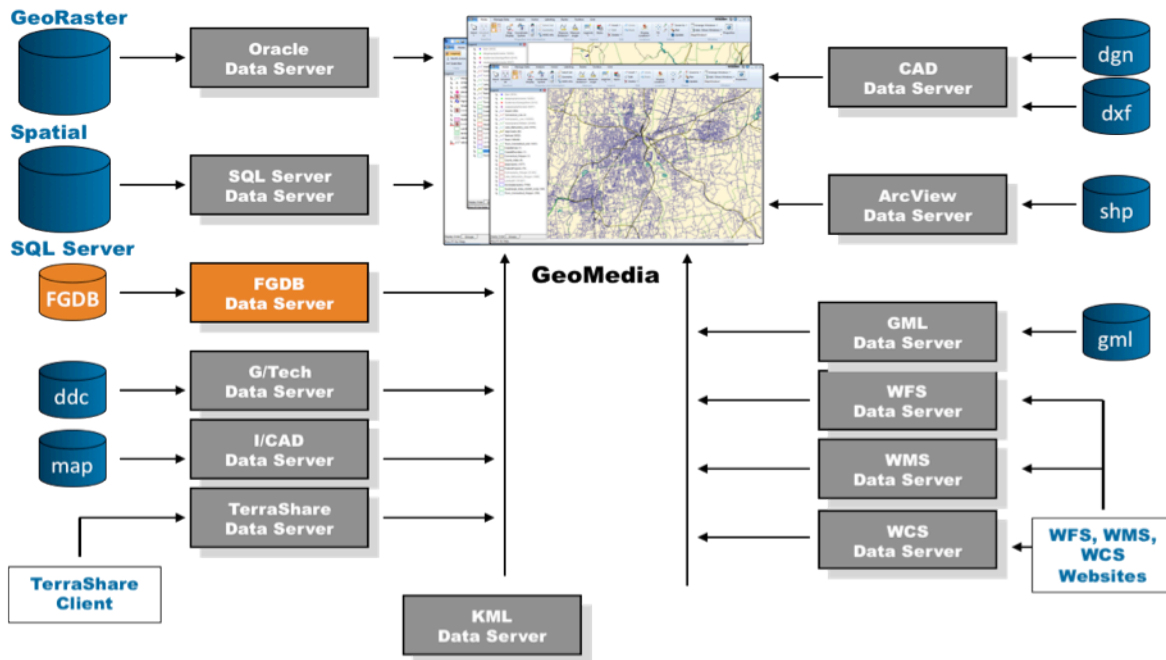 GeoRaster
Oracle
Data Server
Spatial
SQL Server
Data Server
SQL Server
FGDB
FGDB
Data Server
ddc
G/Tech
Data Server
map
I/CAD
Data Server
TerraShare
Data Server
TerraShare
Client
GeoMedia
KML
Data Server
CAD
Data Server
dgn
dxf
ArcView
Data Server
shp
GML
Data Server
gml
WFS
Data Server
WMS
Data Server
WCS
Data Server
WFS, WMS,
WCS
Websites